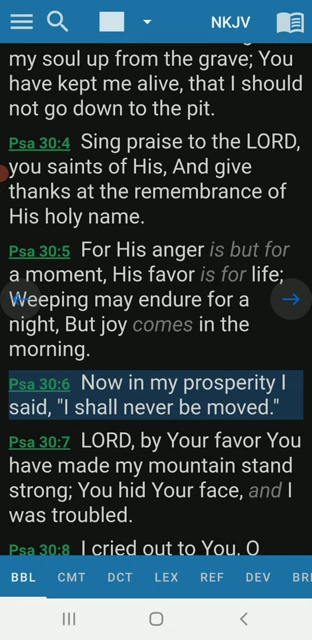 NKJV
my soul up from the grave; You
have kept me alive, that I should
not go down to the pit.
Psa 30:4 Sing praise to the LORD,
you saints of His, And give
thanks at the remembrance of
His holy name.
Psa 30:5 For His anger is but for
a moment, His favor is for life;
Weeping may endure for a
night, But joy comes in the
morning.
Psa 30:6 Now in my prosperity I
said, "I shall never be moved."
Psa 30:7 LORD, by Your favor You
have made my mountain stand
strong; You hid Your face, and I
was troubled.
Psa 30:8 I cried out to You, O
BBL CMT DCT LEX REF DEV